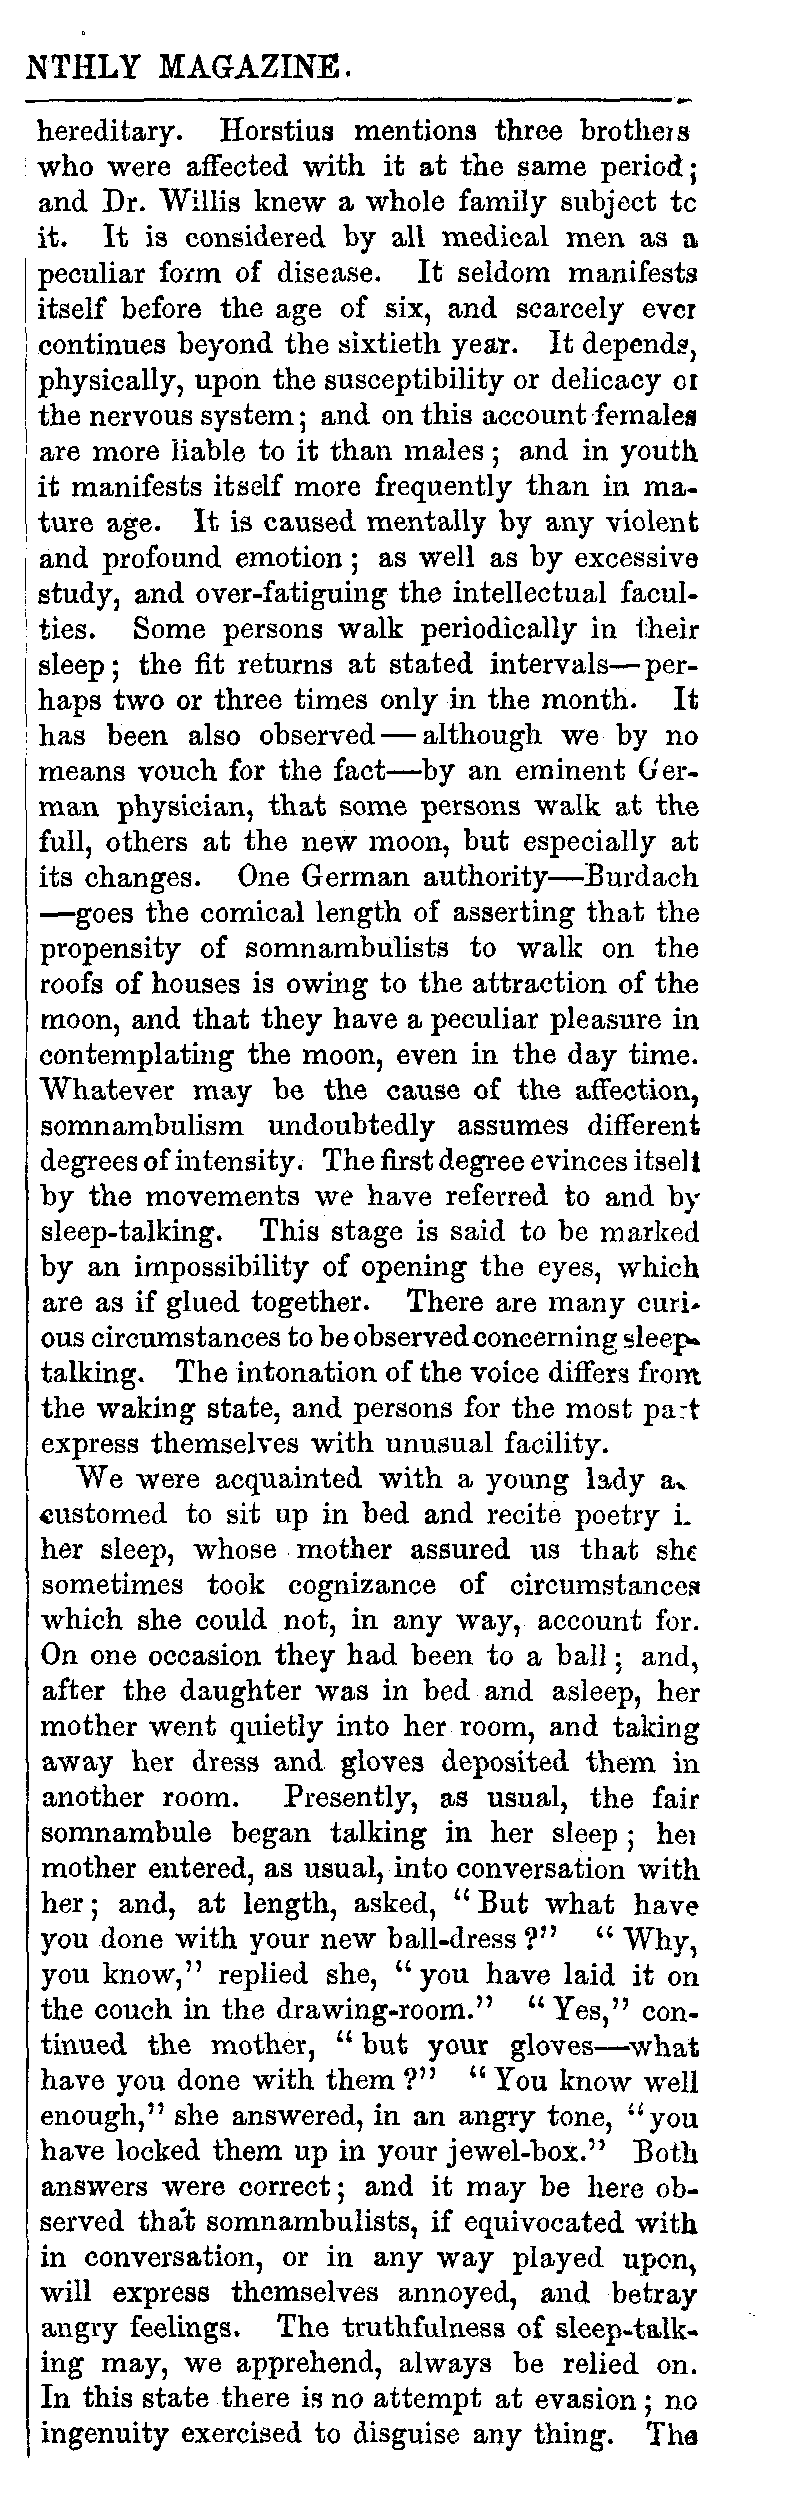 NTHLY MAGAZINE.
hereditary. Horstius mentions three brothers
who were affected with it at the same period;
and Dr. Willis knew a whole family subject to
it. It is considered by all medical men as a
peculiar form of disease. It seldom manifests
itself before the age of six, and scarcely ever
continues beyond the sixtieth year. It depends,
physically, upon the susceptibility or delicacy of
the nervous system; and on this account females
are more liable to it than males; and in youth
it manifests itself more frequently than in ma-
ture age. It is caused mentally by any violent
and profound emotion; as well as by excessive
study, and over-fatiguing the intellectual facul-
ties. Some persons walk periodically in their
sleep; the fit returns at stated intervals—per-
haps two or three times only in the month. It
has been also observed—although we by no
means vouch for the fact—by an eminent Ger-
man physician, that some persons walk at the
full, others at the new moon, but especially at
its changes. One German authority—Burdach
—goes the comical length of asserting that the
propensity of somnambulists to walk on the
roofs of houses is owing to the attraction of the
moon, and that they have a peculiar pleasure in
contemplating the moon, even in the day time.
Whatever may be the cause of the affection,
somnambulism undoubtedly assumes different
degrees of intensity. The first degree evinces itself
by the movements we have referred to and by
sleep-talking. This stage is said to be marked
by an impossibility of opening the eyes, which
are as if glued together. There are many curi-
ous circumstances to be observed concerning sleep-
talking. The intonation of the voice differs from
the waking state, and persons for the most part
express themselves with unusual facility.
We were acquainted with a young lady a
customed to sit up in bed and recite poetry i
her sleep, whose mother assured us that she
sometimes took cognizance of circumstances
which she could not, in any way, account for.
On one occasion they had been to a ball; and,
after the daughter was in bed and asleep, her
mother went quietly into her room, and taking
away her dress and gloves deposited them in
another room. Presently, as usual, the fair
somnambule began talking in her sleep; her
mother entered, as usual, into conversation with
her; and, at length, asked, "But what have
you done with your new ball-dress?" "Why,
you know," replied she, "you have laid it on
the couch in the drawing-room." "Yes," con-
tinued the mother, "but your gloves—what
have you done with them?" "You know well
enough," she answered, in an angry tone, "you
have locked them up in your jewel-box." Both
answers were correct; and it may be here ob-
served that somnambulists, if equivocated with
in conversation, or in any way played upon,
will express themselves annoyed, and betray
angry feelings. The truthfulness of sleep-talk-
ing may, we apprehend, always be relied on.
In this state there is no attempt at evasion; no
ingenuity exercised to disguise any thing. The